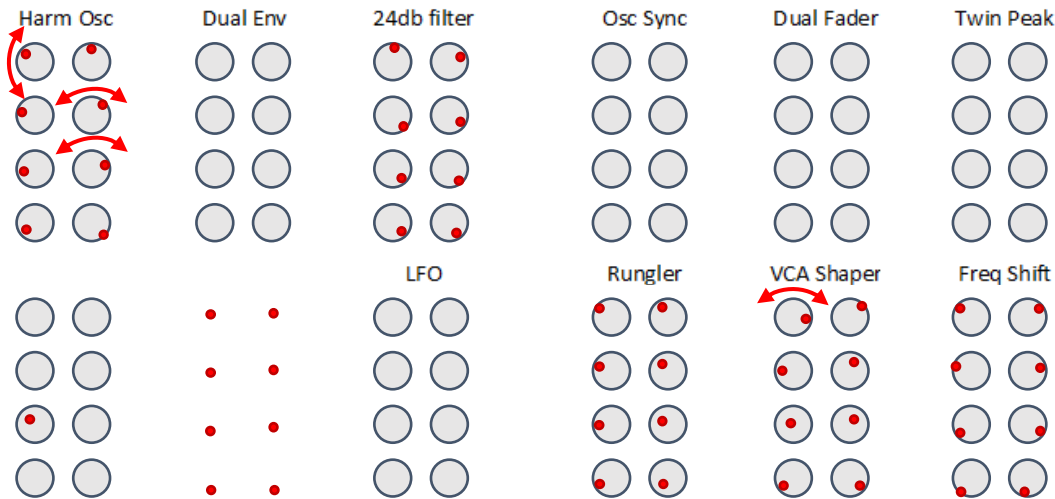 Harm Osc
Dual Env
24db filter
Osc Sync
Dual Fader
Twin Peak
LFO
Rungler
VCA Shaper
Freq Shift